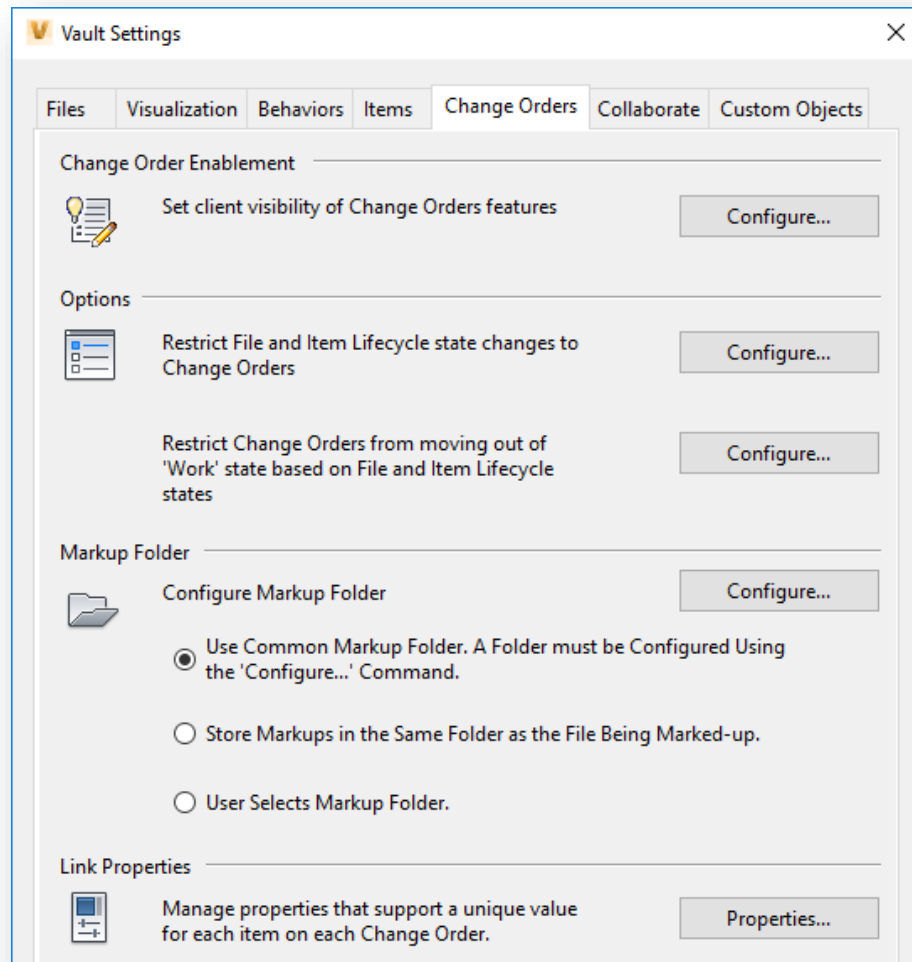 Vault Settings
Files Visualization Behaviors Items Change Orders Collaborate Custom Objects
Change Order Enablement
Set client visibility of Change Orders features
Configure...
Options
Restrict File and Item Lifecycle state changes to
Change Orders
Configure...
Restrict Change Orders from moving out of
'Work' state based on File and Item Lifecycle
states
Configure...
Markup Folder
Configure Markup Folder
Configure...
Use Common Markup Folder. A Folder must be Configured Using
the 'Configure...' Command.
Store Markups in the Same Folder as the File Being Marked-up.
User Selects Markup Folder.
Link Properties
Manage properties that support a unique value
for each item on each Change Order.
Properties...